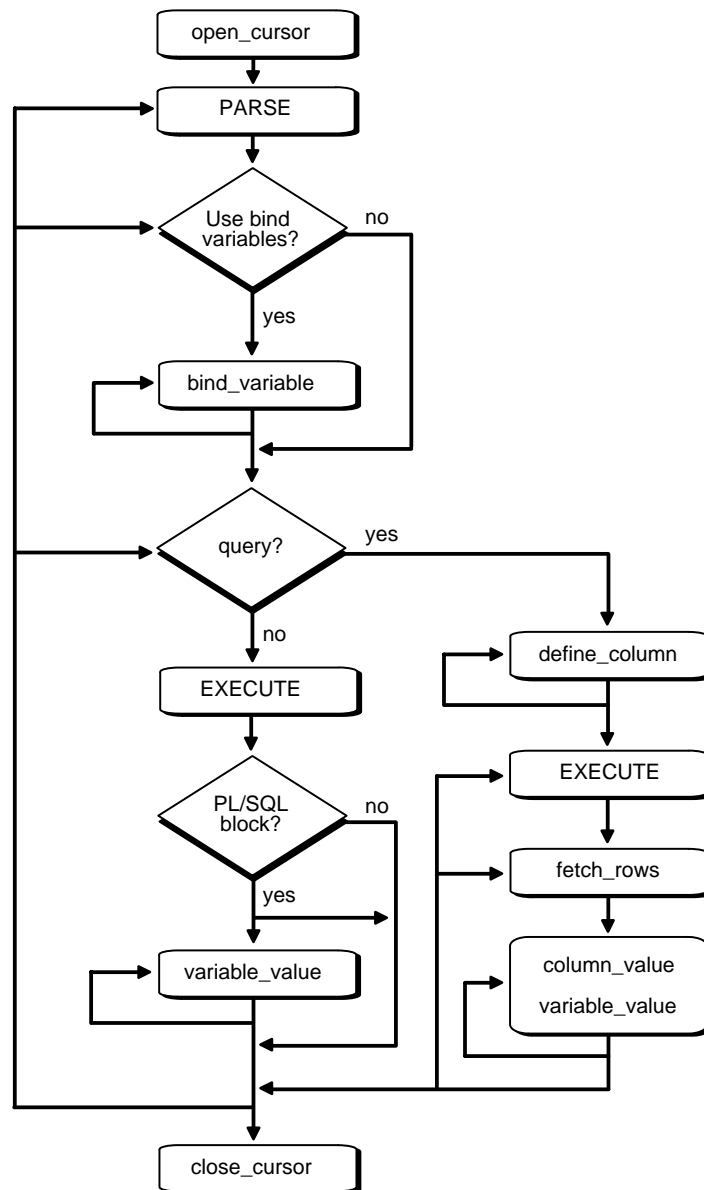 open_cursor
PARSE
Use bind
variables?
no
yes
bind_variable
query?
yes
no
define_column
EXECUTE
EXECUTE
PL/SQL
block?
no
yes
fetch_rows
variable_value
column_value
variable_value
close_cursor